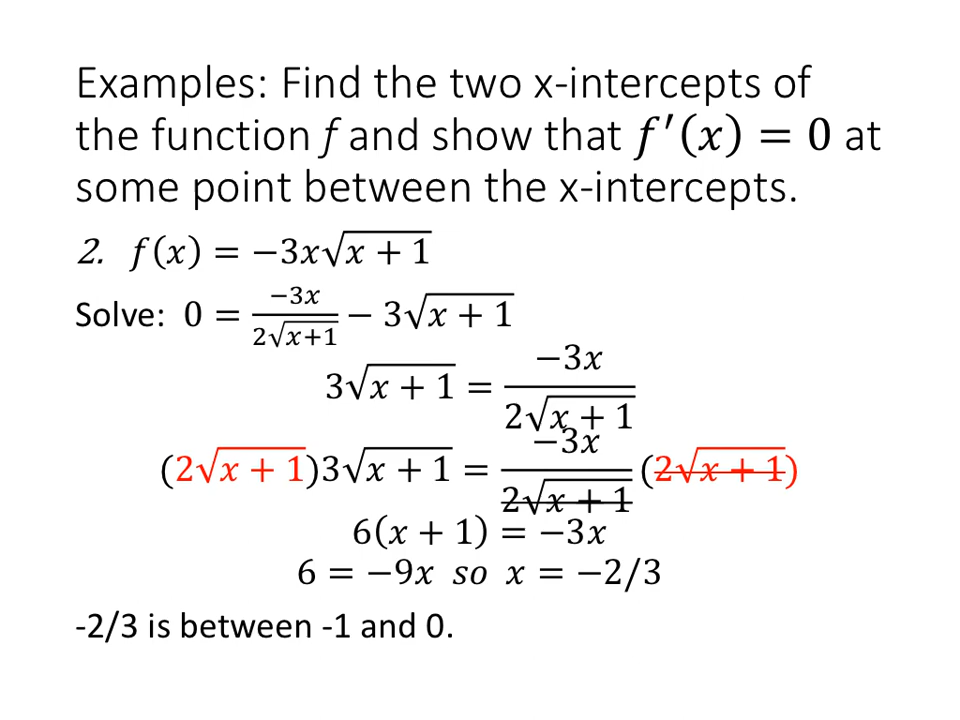 Examples: Find the two x-intercepts of
the function f and show that f′(x) = 0 at
some point between the x-intercepts.
2. f(x) = −3x√(x + 1)
Solve: 0 = −3x/(2√(x+1)) − 3√(x + 1)
3√(x + 1) = −3x/(2√(x + 1))
(2√(x + 1))3√(x + 1) = −3x/(2√(x + 1)) (2√(x + 1))
6(x + 1) = −3x
6 = −9x so x = −2/3
-2/3 is between -1 and 0.